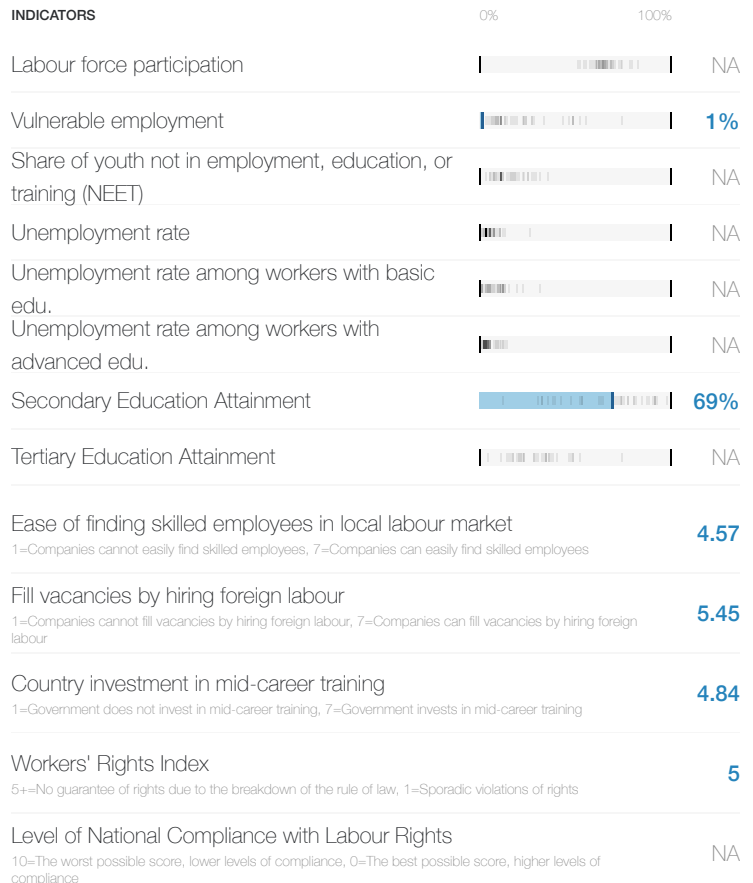 INDICATORS 0% 100%
Labour force participation NA
Vulnerable employment 1%
Share of youth not in employment, education, or
training (NEET) NA
Unemployment rate NA
Unemployment rate among workers with basic
edu. NA
Unemployment rate among workers with
advanced edu. NA
Secondary Education Attainment 69%
Tertiary Education Attainment NA
Ease of finding skilled employees in local labour market 4.57
1=Companies cannot easily find skilled employees, 7=Companies can easily find skilled employees
Fill vacancies by hiring foreign labour 5.45
1=Companies cannot fill vacancies by hiring foreign labour, 7=Companies can fill vacancies by hiring foreign
labour
Country investment in mid-career training 4.84
1=Government does not invest in mid-career training, 7=Government invests in mid-career training
Workers' Rights Index 5
5+=No guarantee of rights due to the breakdown of the rule of law, 1=Sporadic violations of rights
Level of National Compliance with Labour Rights NA
10=The worst possible score, lower levels of compliance, 0=The best possible score, higher levels of
compliance